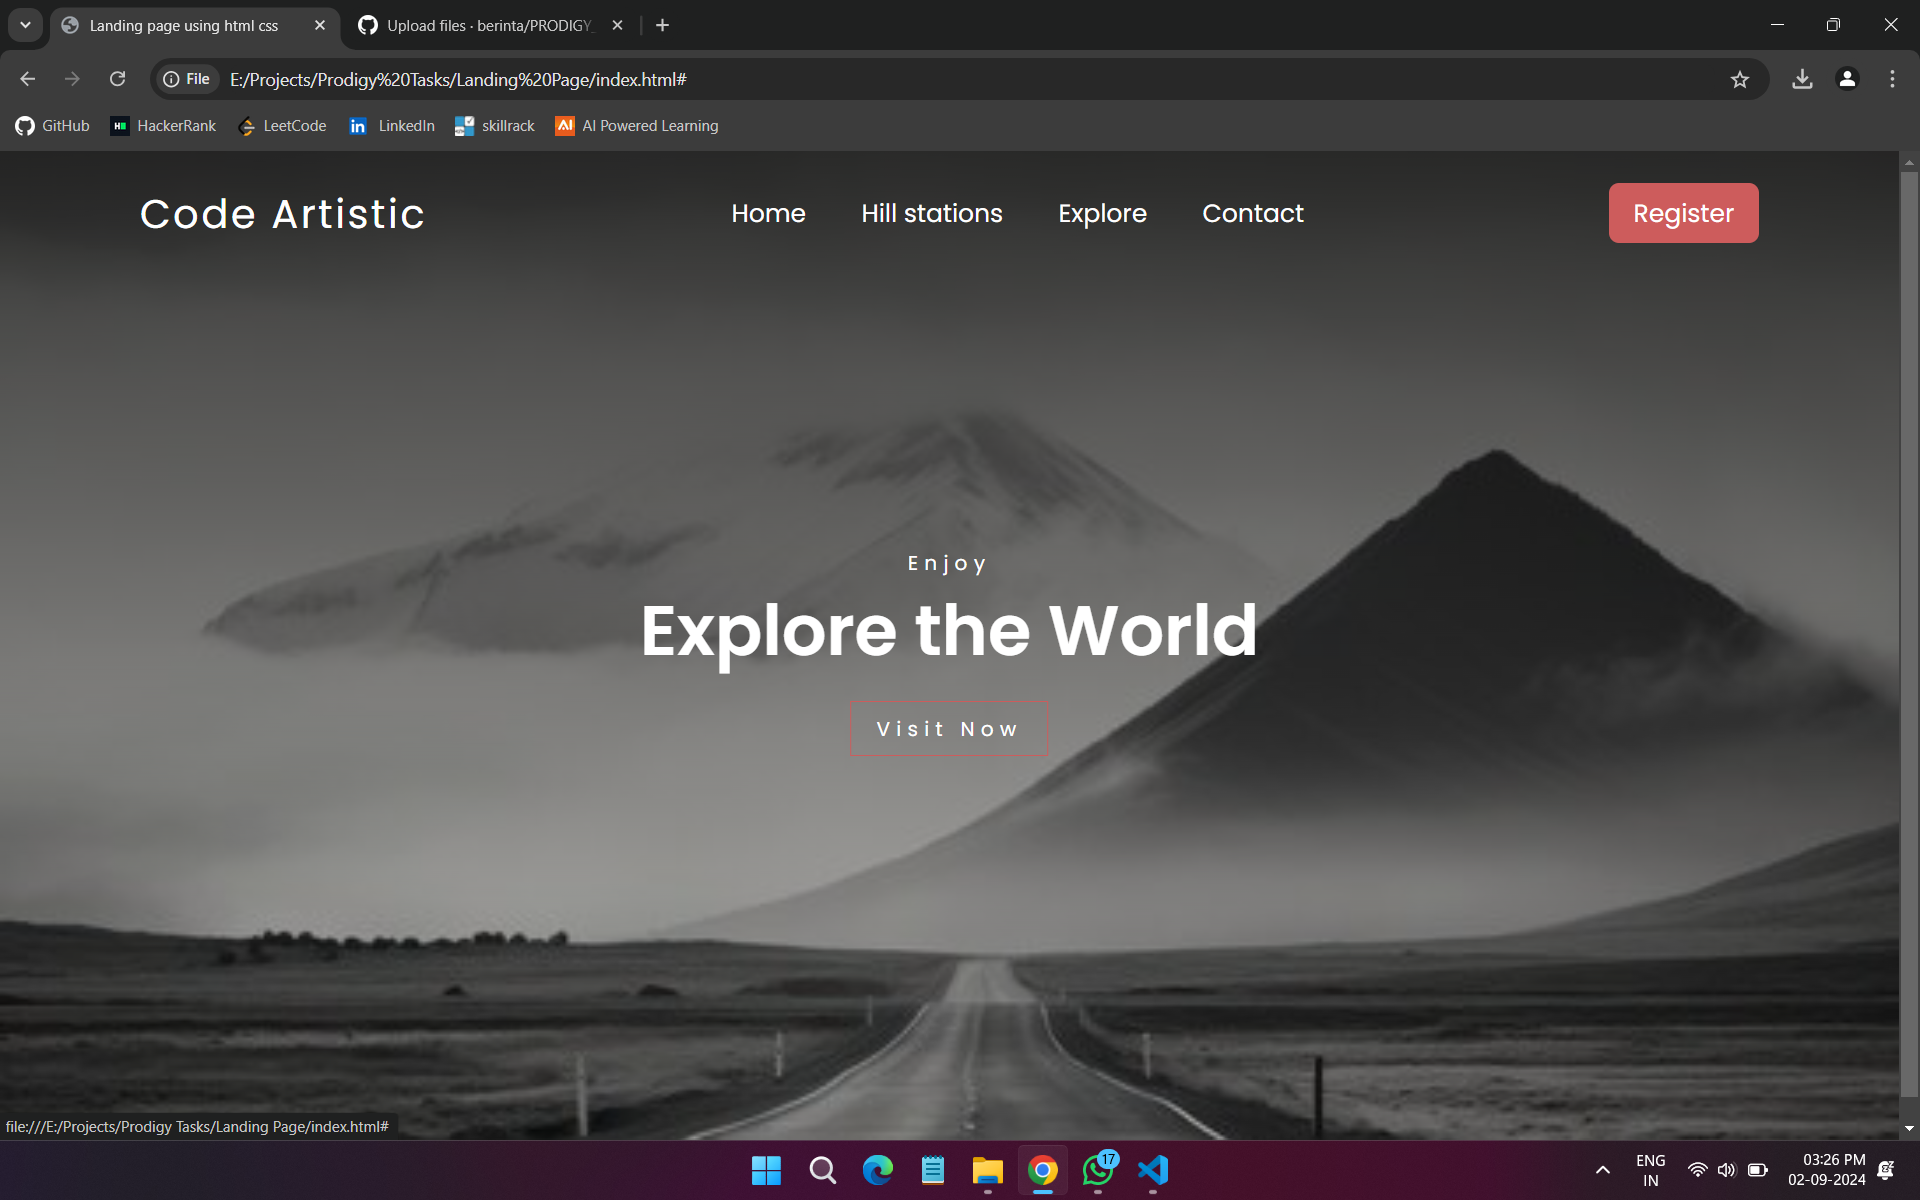 Landing page using html css
Upload files · berinta/PRODIGY_
File
E:/Projects/Prodigy%20Tasks/Landing%20Page/index.html#
GitHub
HackerRank
LeetCode
LinkedIn
skillrack
AI Powered Learning
Code Artistic
Home
Hill stations
Explore
Contact
Register
Enjoy
Explore the World
Visit Now
file:///E:/Projects/Prodigy Tasks/Landing Page/index.html#
17
ENG
IN
03:26 PM
02-09-2024